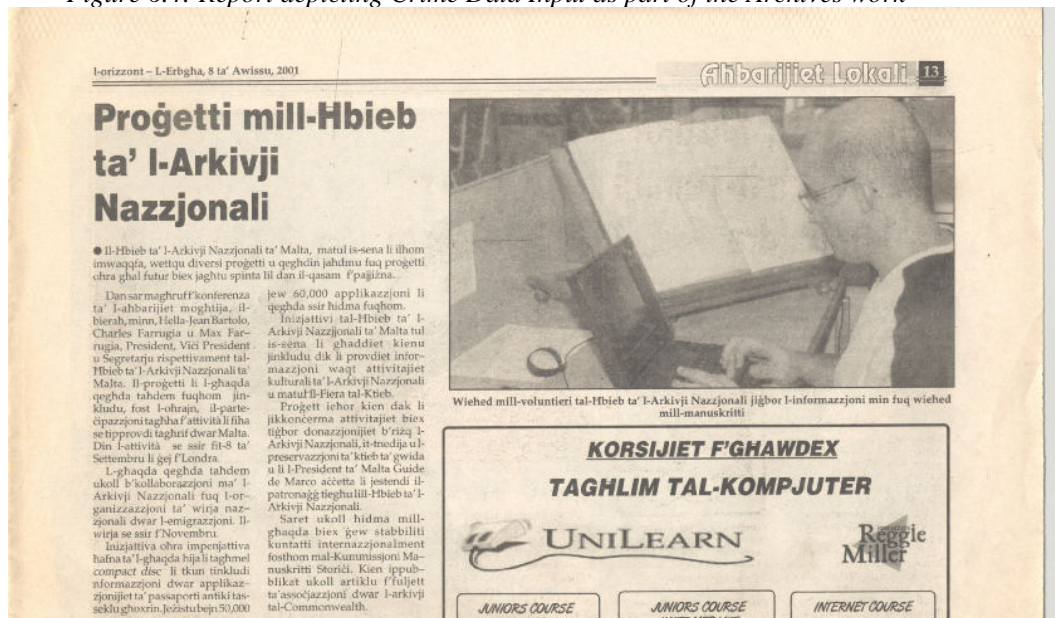 Figure 6.4: Report depicting Crime Data Input as part of the Archives work
l-orizzont – L-Erbgħa, 8 ta' Awissu, 2001
Aħbarijiet Lokali 13
Proġetti mill-Hbieb
ta' l-Arkivji
Nazzjonali
● Il-Hbieb ta' l-Arkivji Nazzjonali ta' Malta, matul is-sena li ilhom
imwaqqfa, wettqu diversi proġetti u qegħdin jaħdmu fuq proġetti
oħra għal futur biex jagħtu spinta lil dan il-qasam f'pajjiżna.
Dan sar magħruf f'konferenza
ta' l-aħbarijiet mogħtija, il-
bieraħ, minn, Hella-Jean Bartolo,
Charles Farrugia u Max Far-
rugia, President, Viċi President
u Segretarju rispettivament tal-
Hbieb ta' l-Arkivji Nazzjonali ta'
Malta. Il-proġetti li l-għaqda
qegħda taħdem fuqhom jin-
kludu, fost l-oħrajn, il-parte-
ċipazzjoni tagħha f'attività li fiha
se tipprovdi tagħrif dwar Malta.
Din l-attività se ssir fit-8 ta'
Settembru li ġej f'Londra.
L-għaqda qegħda taħdem
ukoll b'kollaborazzjoni ma' l-
Arkivji Nazzjonali fuq l-or-
ganizzazzjoni ta' wirja naz-
zjonali dwar l-emigrazzjoni. Il-
wirja se ssir f'Novembru.
Inizjattiva oħra impenjattiva
ħafna ta' l-għaqda hija li tagħmel
compact disc li tkun tinkludi
nformazzjoni dwar applikaz-
zjonijiet ta' passaporti antiki tas-
seklu għoxrin. Jeżistu bejn 50,000
jew 60,000 applikazzjoni li
qegħda ssir ħidma fuqhom.
Inizjattivi tal-Hbieb ta' l-
Arkivji Nazzjonali ta' Malta tul
is-sena li għaddiet kienu
jinkludu dik li provdiet infor-
mazzjoni waqt attivitajiet
kulturali ta' l-Arkivji Nazzjonali
u matul il-Fiera tal-Ktieb.
Proġett ieħor kien dak li
jikkonċerna attivitajiet biex
tiġbor donazzjonijiet b'riżq l-
Arkivji Nazzjonali, it-tnedija u l-
preservazzjoni ta' ktieb ta' gwida
u li l-President ta' Malta Guide
de Marco aċċetta li jestendi il-
patronaġġ tiegħu lill-Hbieb ta' l-
Arkivji Nazzjonali.
Saret ukoll ħidma mill-
għaqda biex ġew stabbiliti
kuntatti internazzjonalment
fosthom mal-Kummissjoni Ma-
nuskritti Storiċi. Kien ippub-
blikat ukoll artiklu f'fuljett
ta' assoċjazzjoni dwar l-arkivji
tal-Commonwealth.
Wieħed mill-voluntieri tal-Hbieb ta' l-Arkivji Nazzjonali jiġbor l-informazzjoni min fuq wieħed
mill-manuskritti
KORSIJIET F'GHAWDEX
TAGHLIM TAL-KOMPJUTER
UNILEARN
Reggie
Miller
JUNIORS COURSE
JUNIORS COURSE
INTERNET COURSE